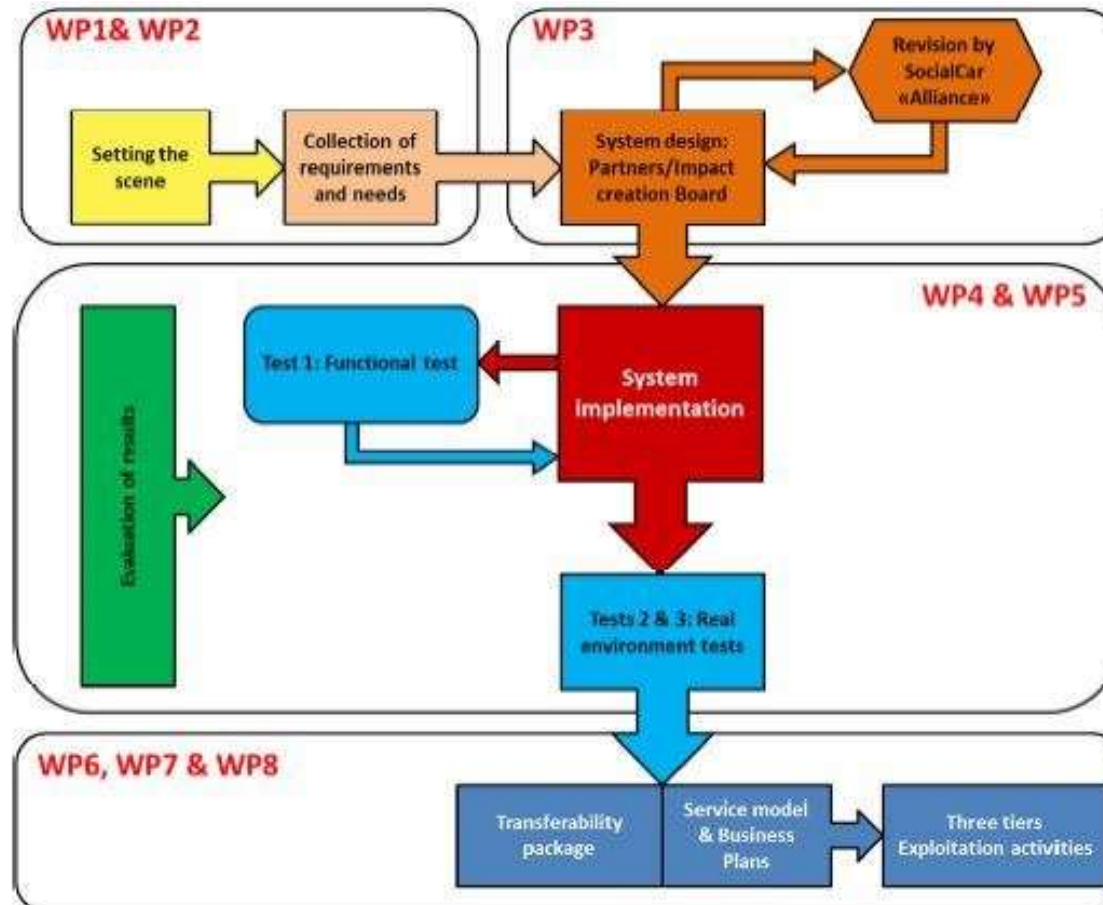 WP1& WP2
Setting the
scene
Collection of
requirements
and needs
WP3
System design:
Partners/Impact
creation Board
Revision by
SocialCar
«Alliance»
WP4 & WP5
Evaluation of results
Test 1: Functional test
System
implementation
Tests 2 & 3: Real
environment tests
WP6, WP7 & WP8
Transferability
package
Service model
& Business
Plans
Three tiers
Exploitation activities